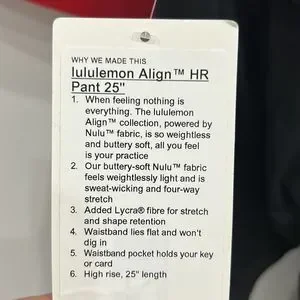 WHY WE MADE THIS
lululemon Align™ HR
Pant 25"
1. When feeling nothing is
everything. The lululemon
Align™ collection, powered by
Nulu™ fabric, is so weightless
and buttery soft, all you feel
is your practice
2. Our buttery-soft Nulu™ fabric
feels weightlessly light and is
sweat-wicking and four-way
stretch
3. Added Lycra® fibre for stretch
and shape retention
4. Waistband lies flat and won't
dig in
5. Waistband pocket holds your key
or card
6. High rise, 25" length